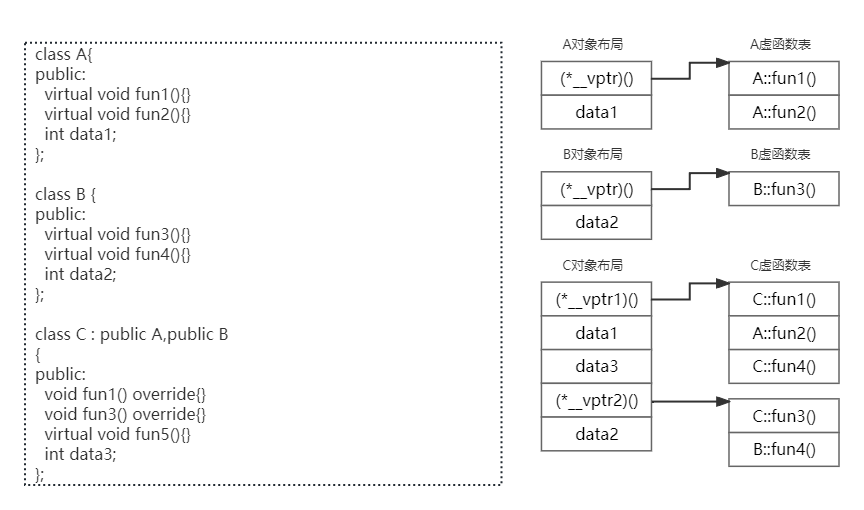 class A{
public:
virtual void fun1(){}
virtual void fun2(){}
int data1;
};
class B {
public:
virtual void fun3(){}
virtual void fun4(){}
int data2;
};
class C : public A,public B
{
public:
void fun1() override{}
void fun3() override{}
virtual void fun5(){}
int data3;
};
A对象布局
A虚函数表
(*__vptr)()
A::fun1()
data1
A::fun2()
B对象布局
B虚函数表
(*__vptr)()
B::fun3()
data2
C对象布局
C虚函数表
(*__vptr1)()
C::fun1()
data1
A::fun2()
data3
C::fun4()
(*__vptr2)()
C::fun3()
data2
B::fun4()